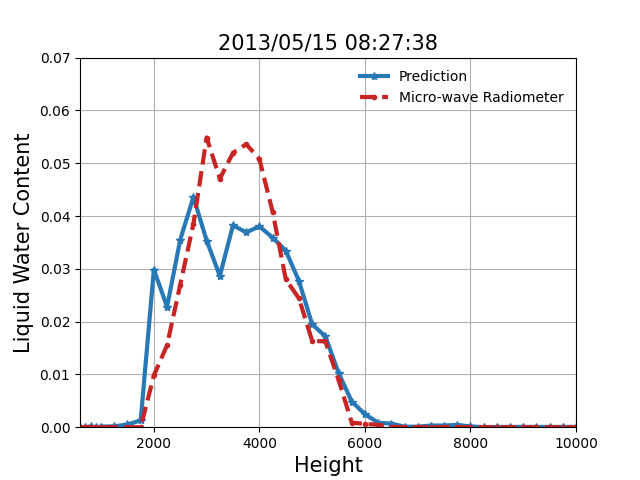 2013/05/15 08:27:38
0.07
0.06
0.05
0.04
0.03
0.02
0.01
0.00
Liquid Water Content
Prediction
Micro-wave Radiometer
2000 4000 6000 8000 10000
Height